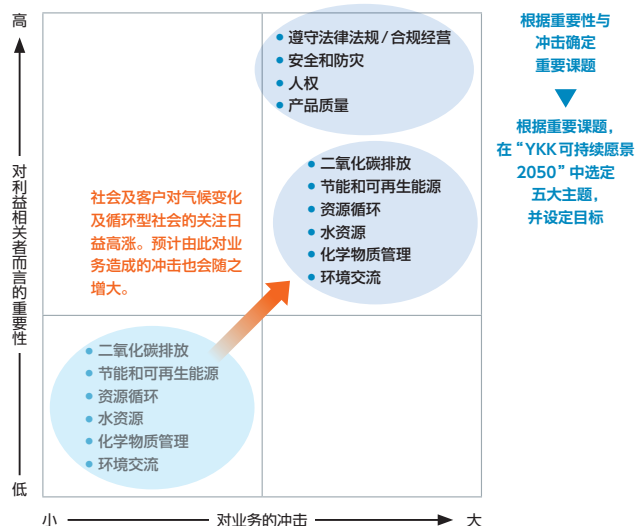 高
对利益相关者而言的重要性
低
• 遵守法律法规/合规经营
• 安全和防灾
• 人权
• 产品质量
• 二氧化碳排放
• 节能和可再生能源
• 资源循环
• 水资源
• 化学物质管理
• 环境交流
社会及客户对气候变化
及循环型社会的关注日
益高涨。预计由此对业
务造成的冲击也会随之
增大。
• 二氧化碳排放
• 节能和可再生能源
• 资源循环
• 水资源
• 化学物质管理
• 环境交流
小
对业务的冲击
大
根据重要性与
冲击确定
重要课题
根据重要课题，
在“YKK可持续愿景
2050”中选定
五大主题，
并设定目标